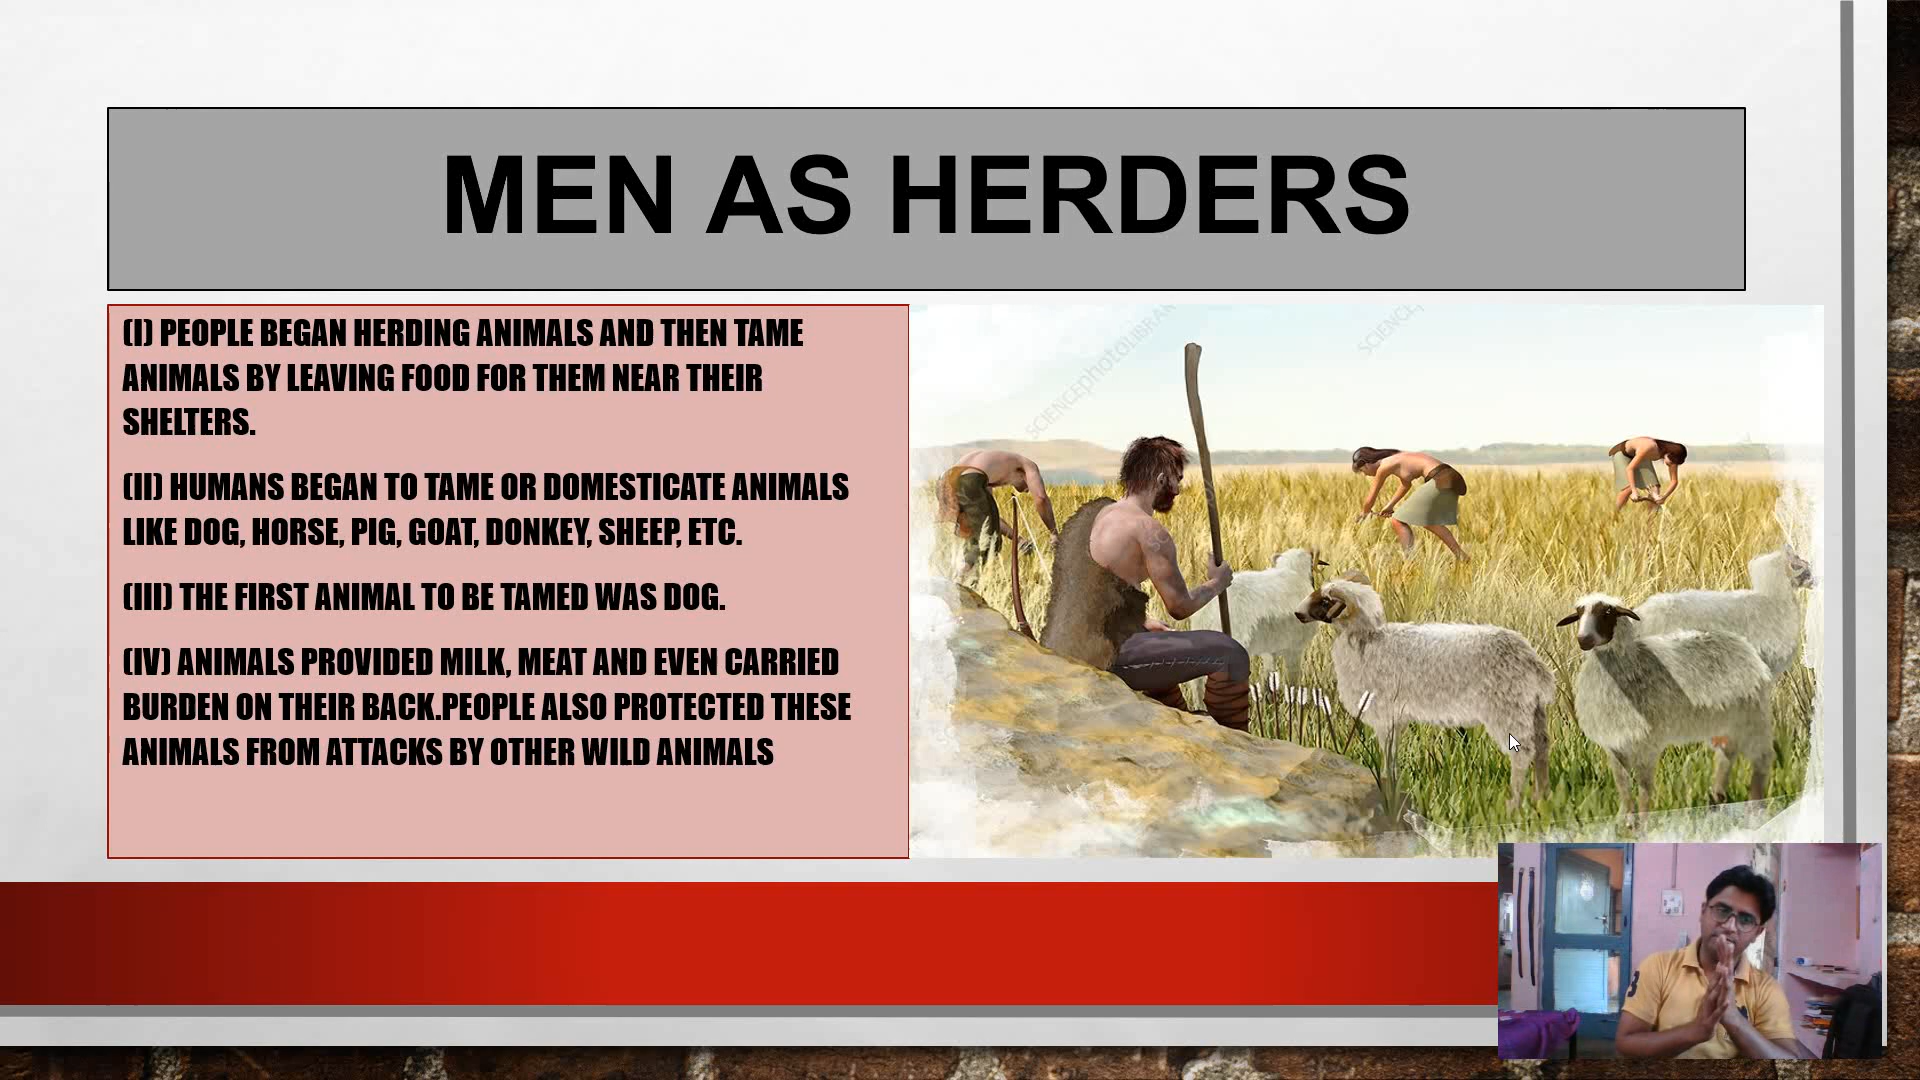 MEN AS HERDERS
(I) PEOPLE BEGAN HERDING ANIMALS AND THEN TAME
ANIMALS BY LEAVING FOOD FOR THEM NEAR THEIR
SHELTERS.
(II) HUMANS BEGAN TO TAME OR DOMESTICATE ANIMALS
LIKE DOG, HORSE, PIG, GOAT, DONKEY, SHEEP, ETC.
(III) THE FIRST ANIMAL TO BE TAMED WAS DOG.
(IV) ANIMALS PROVIDED MILK, MEAT AND EVEN CARRIED
BURDEN ON THEIR BACK.PEOPLE ALSO PROTECTED THESE
ANIMALS FROM ATTACKS BY OTHER WILD ANIMALS